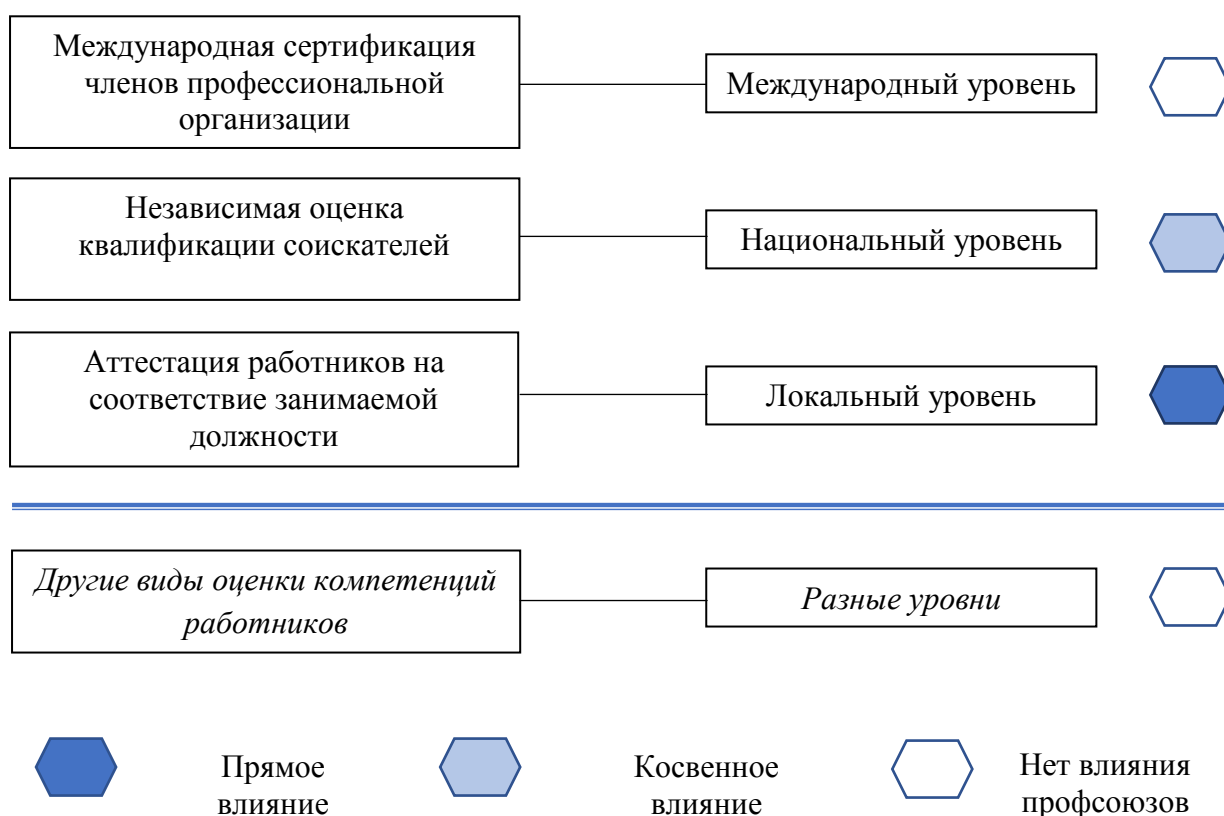 Международная сертификация
членов профессиональной
организации
Международный уровень
Независимая оценка
квалификации соискателей
Национальный уровень
Аттестация работников на
соответствие занимаемой
должности
Локальный уровень
Другие виды оценки компетенций
работников
Разные уровни
Прямое
влияние
Косвенное
влияние
Нет влияния
профсоюзов